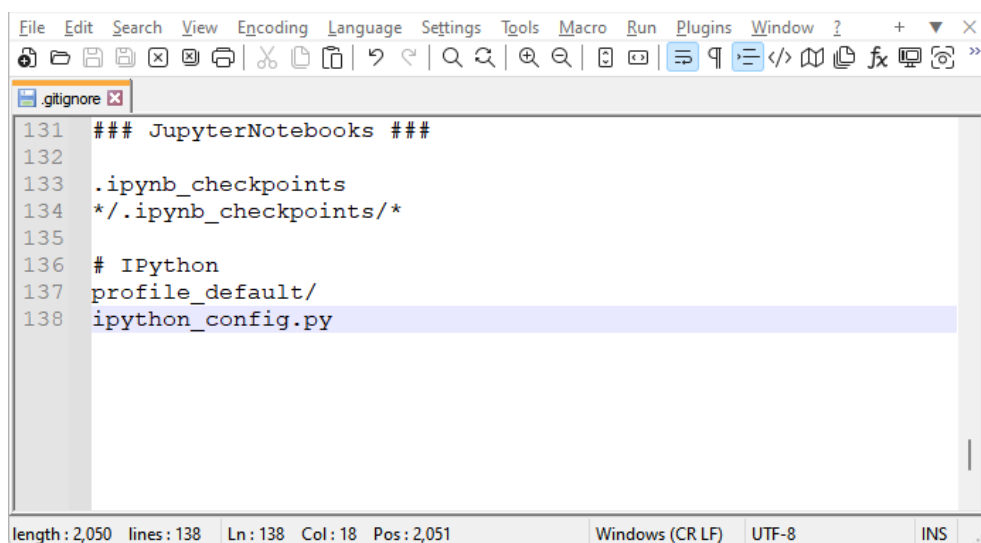 File Edit Search View Encoding Language Settings Tools Macro Run Plugins Window ?
.gitignore
131 ### JupyterNotebooks ###
132
133 .ipynb_checkpoints
134 */.ipynb_checkpoints/*
135
136 # IPython
137 profile_default/
138 ipython_config.py
length : 2,050 lines : 138 Ln : 138 Col : 18 Pos : 2,051 Windows (CR LF) UTF-8 INS